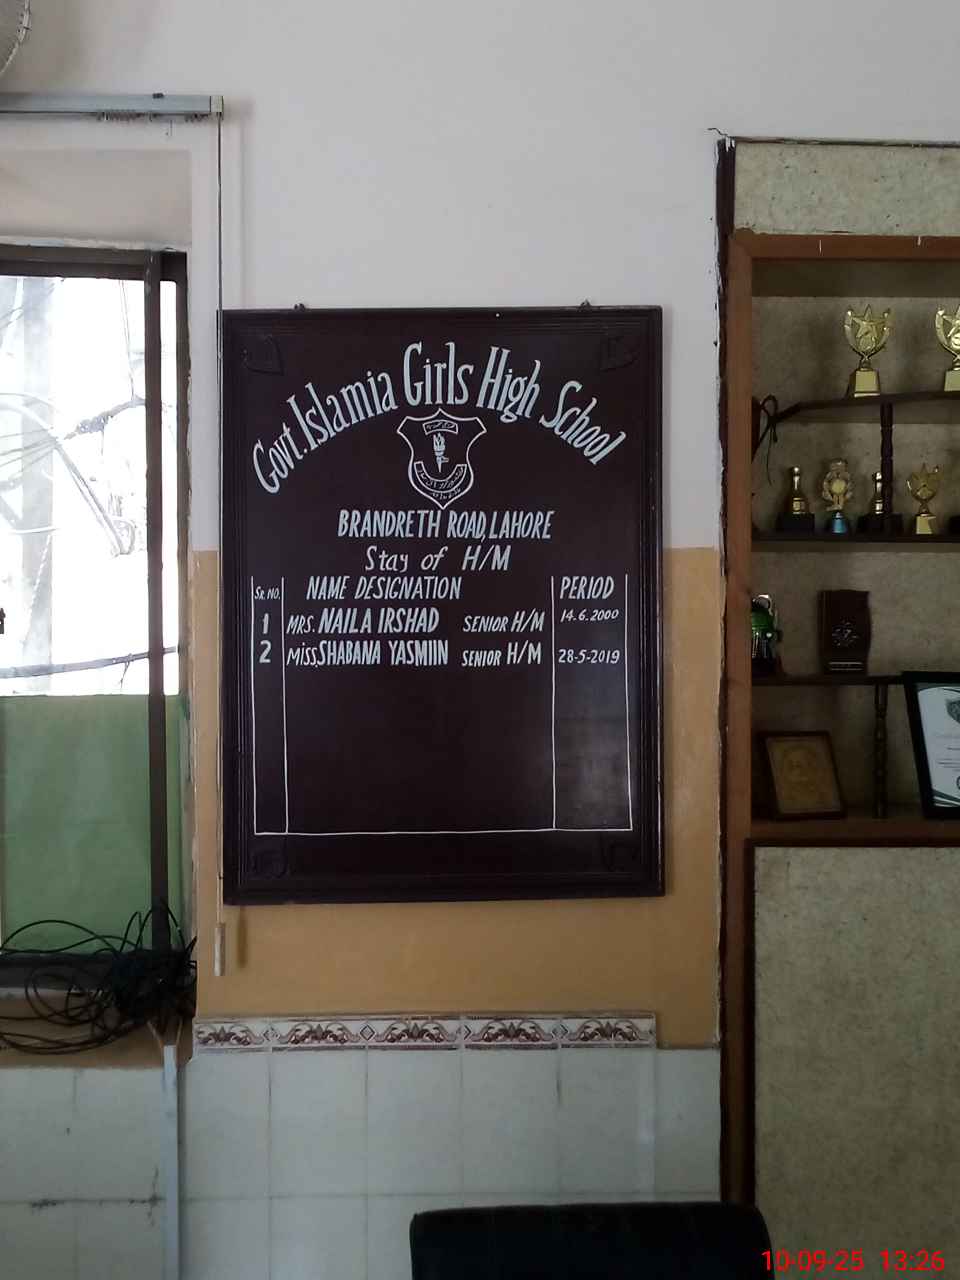 Govt. Islamia Girls High School
BRANDRETH ROAD, LAHORE
Stay of H/M
SR. NO. NAME DESIGNATION PERIOD
1 MRS. NAILA IRSHAD SENIOR H/M 14.6.2000
2 Miss SHABANA YASMIIN SENIOR H/M 28-5-2019
10-09-25 13:26